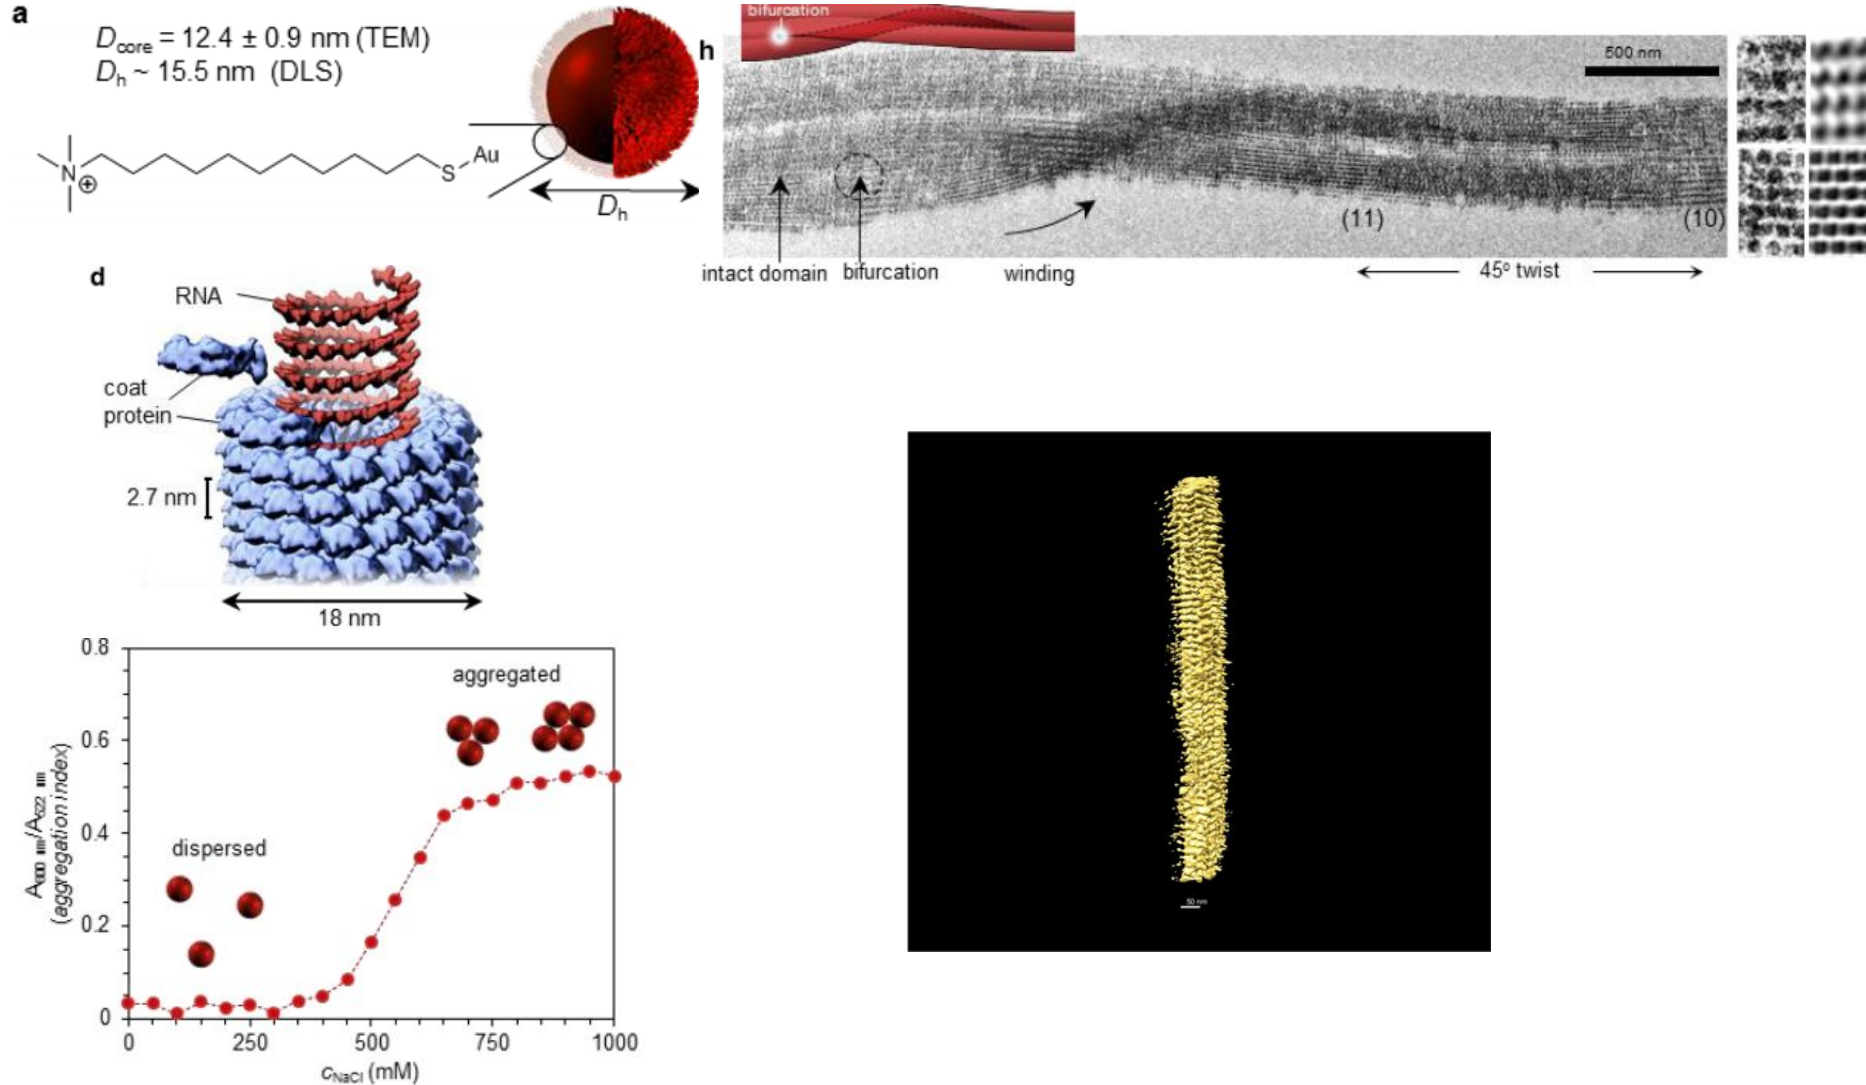 a
D_core = 12.4 ± 0.9 nm (TEM)
D_h ~ 15.5 nm (DLS)
N
⊕
S
Au
D_h
bifurcation
h
500 nm
(11)
(10)
intact domain
bifurcation
winding
45° twist
d
RNA
coat
protein
2.7 nm
18 nm
0.8
0.6
0.4
0.2
0
(aggregation index)
aggregated
dispersed
0
250
500
750
1000
c_NaCl (mM)
50 nm